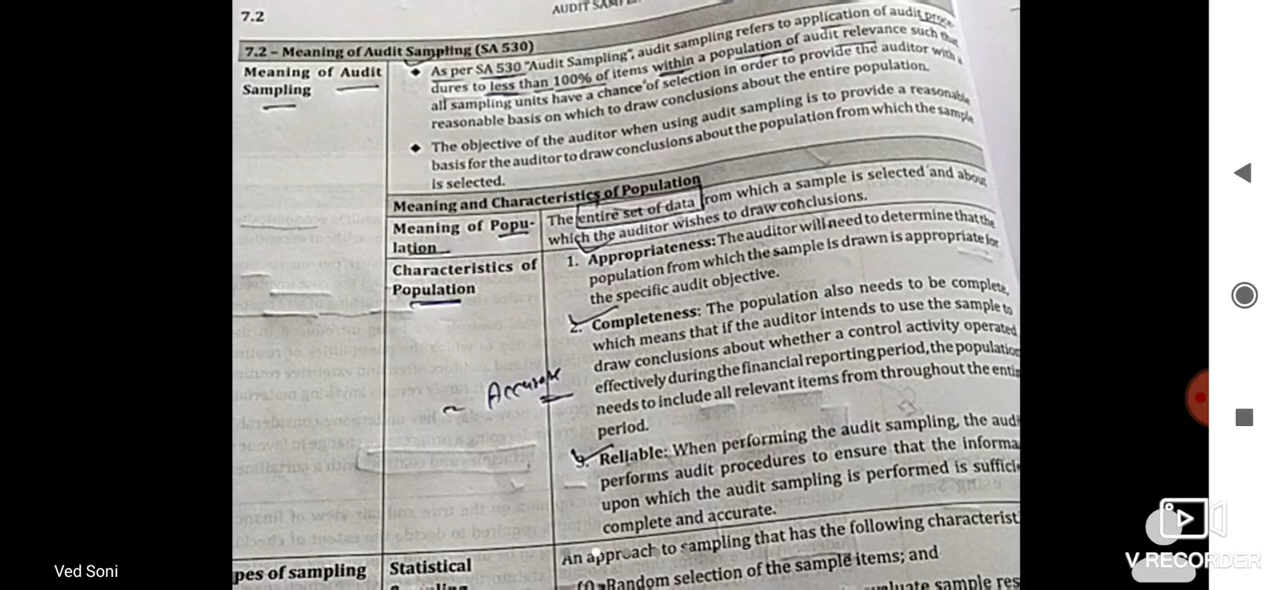 7.2
AUDIT SAMPLI
7.2 – Meaning of Audit Sampling (SA 530)
Meaning of Audit
Sampling
◆ As per SA 530 "Audit Sampling", audit sampling refers to application of audit proce-
dures to less than 100% of items within a population of audit relevance such that
all sampling units have a chance of selection in order to provide the auditor with a
reasonable basis on which to draw conclusions about the entire population.
◆ The objective of the auditor when using audit sampling is to provide a reasonable
basis for the auditor to draw conclusions about the population from which the sample
is selected.
Meaning and Characteristics of Population
Meaning of Popu-
lation
The entire set of data from which a sample is selected and about
which the auditor wishes to draw conclusions.
Characteristics of
Population
1. Appropriateness: The auditor will need to determine that the
population from which the sample is drawn is appropriate for
the specific audit objective.
2. Completeness: The population also needs to be complete,
which means that if the auditor intends to use the sample to
draw conclusions about whether a control activity operated
effectively during the financial reporting period, the population
needs to include all relevant items from throughout the enti
period.
Accurate
3. Reliable: When performing the audit sampling, the audi
performs audit procedures to ensure that the informa
upon which the audit sampling is performed is suffici
complete and accurate.
pes of sampling
Statistical
An approach to sampling that has the following characterist
Random selection of the sample items; and
evaluate sample res
Ved Soni
V RECORDER